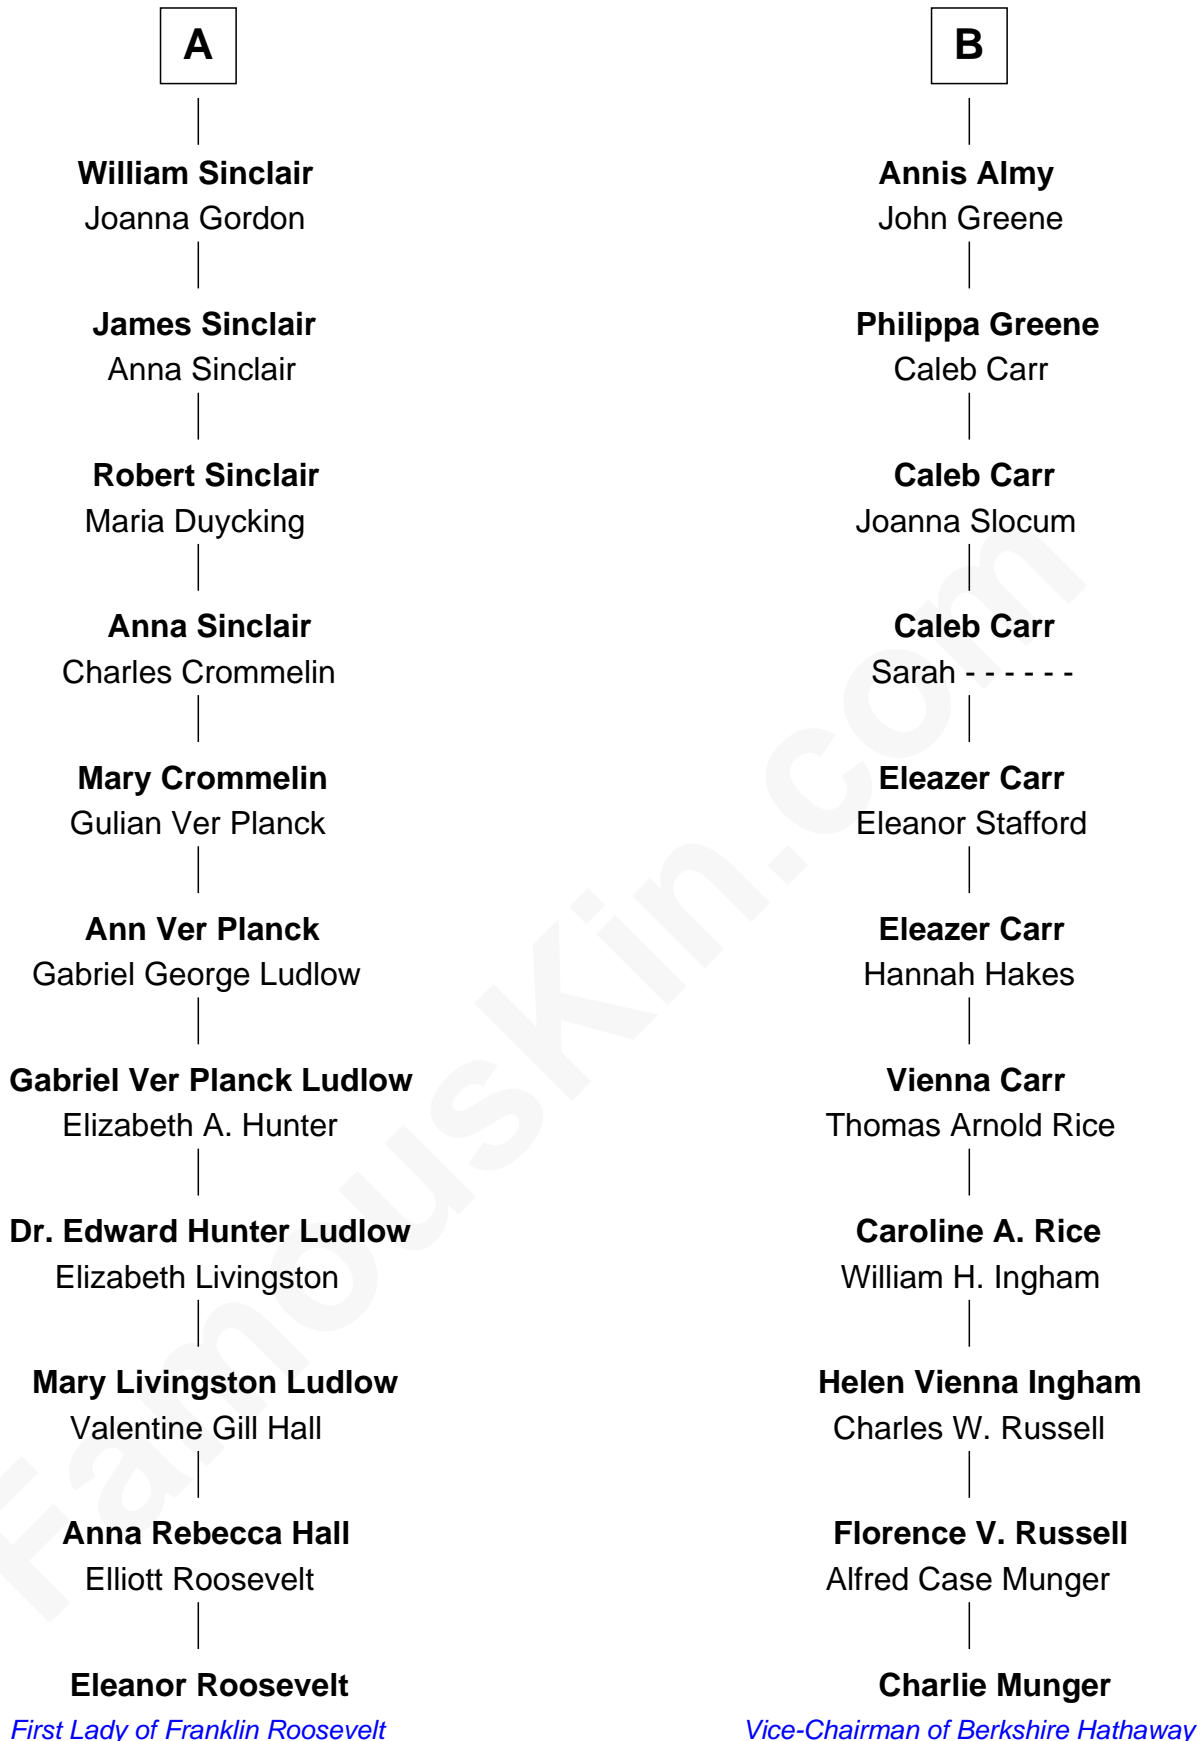 A
William Sinclair
Joanna Gordon
James Sinclair
Anna Sinclair
Robert Sinclair
Maria Duycking
Anna Sinclair
Charles Crommelin
Mary Crommelin
Gulian Ver Planck
Ann Ver Planck
Gabriel George Ludlow
Gabriel Ver Planck Ludlow
Elizabeth A. Hunter
Dr. Edward Hunter Ludlow
Elizabeth Livingston
Mary Livingston Ludlow
Valentine Gill Hall
Anna Rebecca Hall
Elliott Roosevelt
Eleanor Roosevelt
First Lady of Franklin Roosevelt
B
Annis Almy
John Greene
Philippa Greene
Caleb Carr
Caleb Carr
Joanna Slocum
Caleb Carr
Sarah - - - - - -
Eleazer Carr
Eleanor Stafford
Eleazer Carr
Hannah Hakes
Vienna Carr
Thomas Arnold Rice
Caroline A. Rice
William H. Ingham
Helen Vienna Ingham
Charles W. Russell
Florence V. Russell
Alfred Case Munger
Charlie Munger
Vice-Chairman of Berkshire Hathaway
FamousKin.com